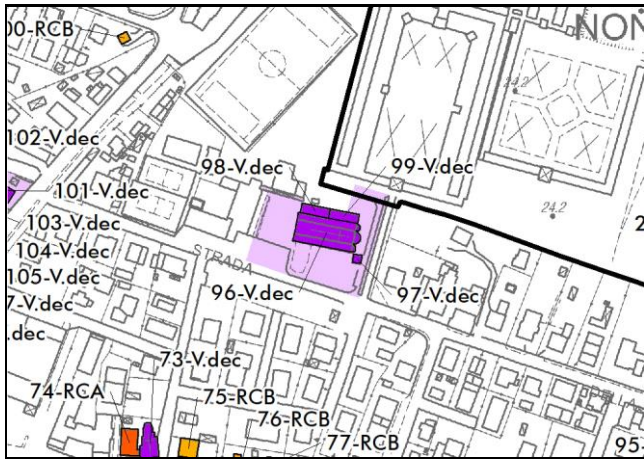 00-RCB
NON
24.2
102-V.dec
98-V.dec
99-V.dec
101-V.dec
24.2
103-V.dec
104-V.dec
STRADA
105-V.dec
96-V.dec
97-V.dec
7-V.dec
.dec
73-V.dec
74-RCA
75-RCB
76-RCB
77-RCB
95